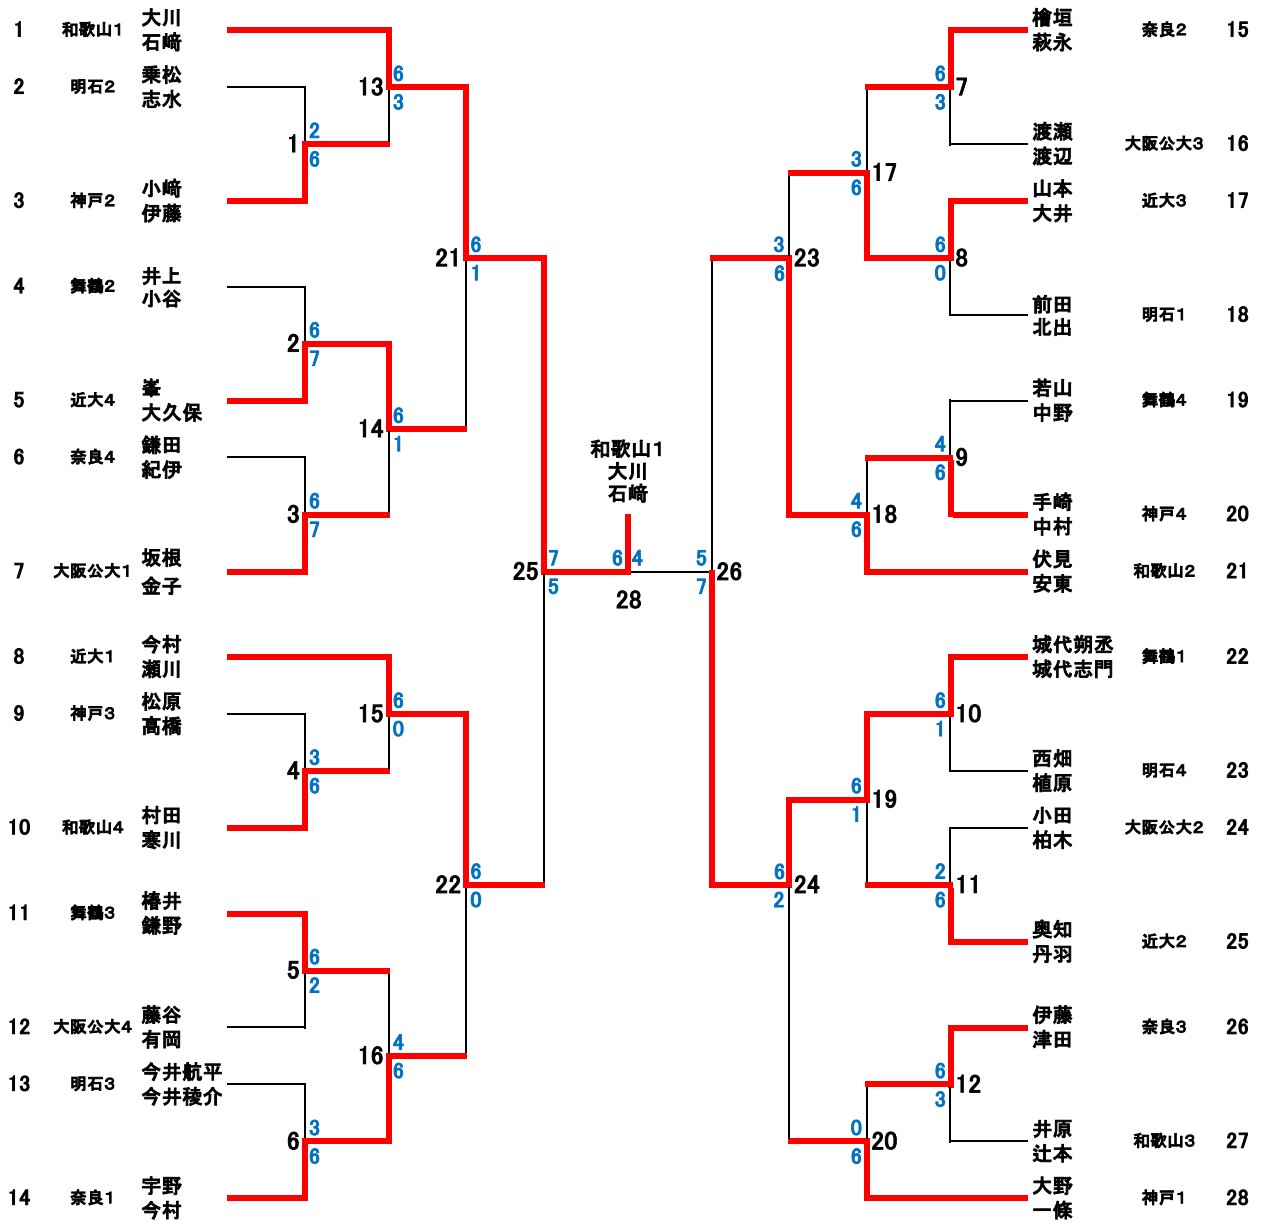 1 和歌山1 大川
石﨑
2 明石2 乗松
志水
3 神戸2 小﨑
伊藤
4 舞鶴2 井上
小谷
5 近大4 峯
大久保
6 奈良4 鎌田
紀伊
7 大阪公大1 坂根
金子
8 近大1 今村
瀬川
9 神戸3 松原
高橋
10 和歌山4 村田
寒川
11 舞鶴3 椿井
鎌野
12 大阪公大4 藤谷
有岡
13 明石3 今井航平
今井稜介
14 奈良1 宇野
今村
1
2
6
2
6
7
3
6
7
4
3
6
5
6
2
6
3
6
13
6
3
14
6
1
15
6
0
16
4
6
21
6
1
22
6
0
25
7
5
和歌山1
大川
石﨑
6 4
28
5
7
26
3
6
23
6
2
24
3
6
17
4
6
18
6
1
19
0
6
20
6
3
7
6
0
8
4
6
9
6
1
10
2
6
11
6
3
12
檜垣
萩永 奈良2 15
渡瀬
渡辺 大阪公大3 16
山本
大井 近大3 17
前田
北出 明石1 18
若山
中野 舞鶴4 19
手崎
中村 神戸4 20
伏見
安東 和歌山2 21
城代朔丞
城代志門 舞鶴1 22
西畑
植原 明石4 23
小田
柏木 大阪公大2 24
奥知
丹羽 近大2 25
伊藤
津田 奈良3 26
井原
辻本 和歌山3 27
大野
一條 神戸1 28